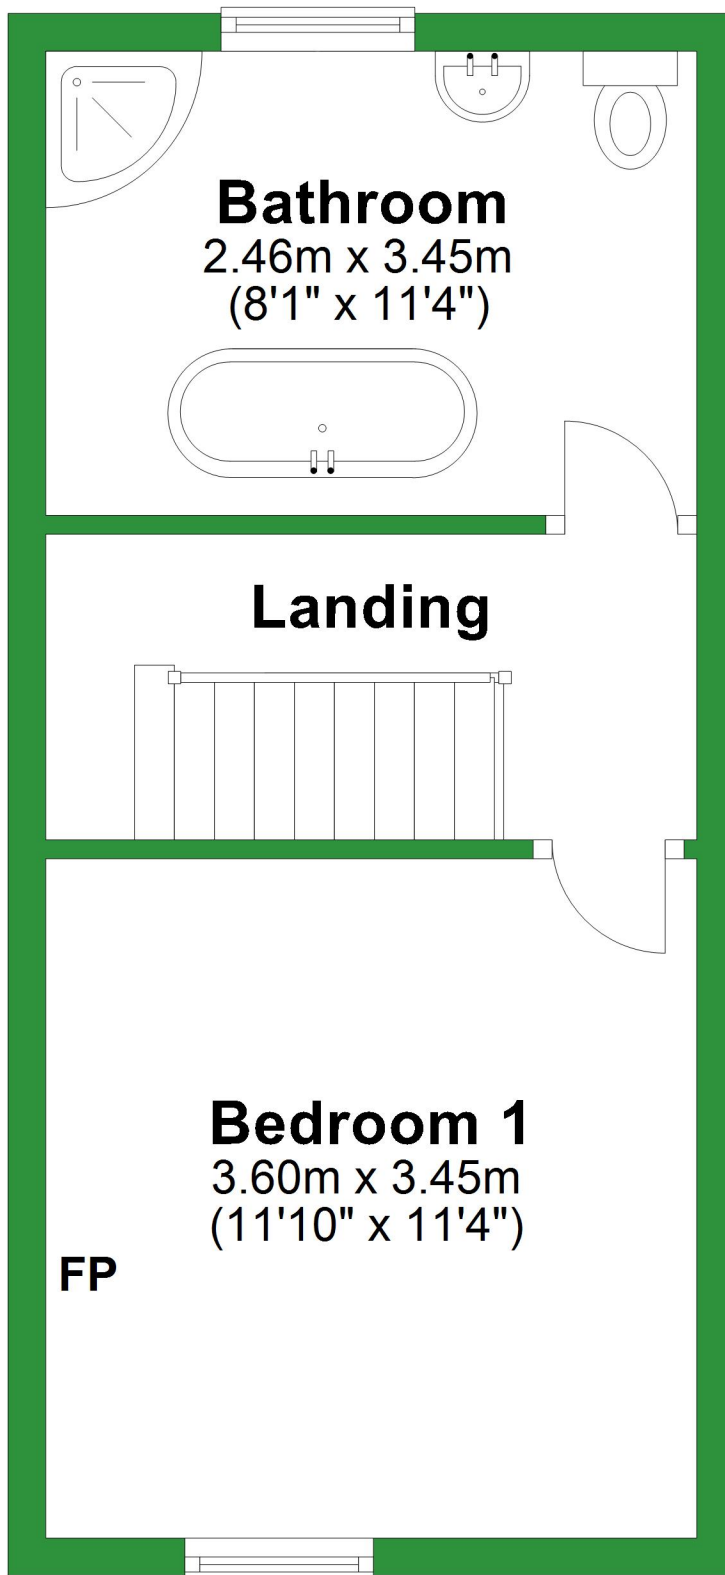 Bathroom
2.46m x 3.45m
(8'1" x 11'4")
Landing
Bedroom 1
3.60m x 3.45m
(11'10" x 11'4")
FP